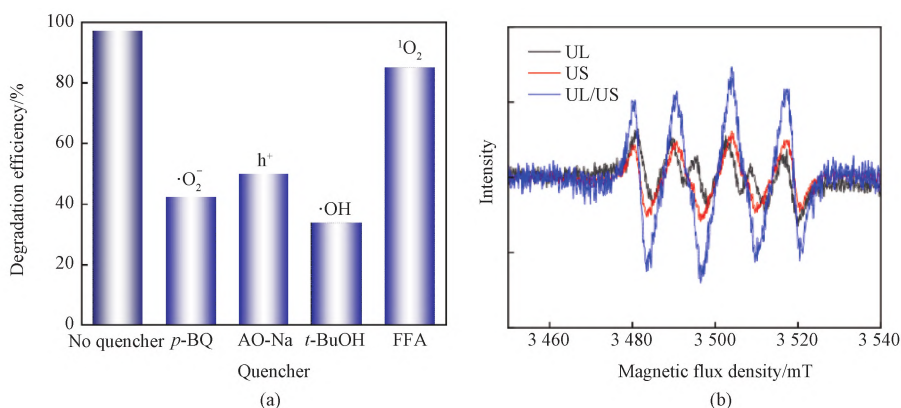 100
80
60
40
20
0
Degradation efficiency/%
·O₂⁻
h⁺
·OH
¹O₂
No quencher
p-BQ
AO-Na
t-BuOH
FFA
Quencher
(a)
UL
US
UL/US
Intensity
3 460
3 480
3 500
3 520
3 540
Magnetic flux density/mT
(b)